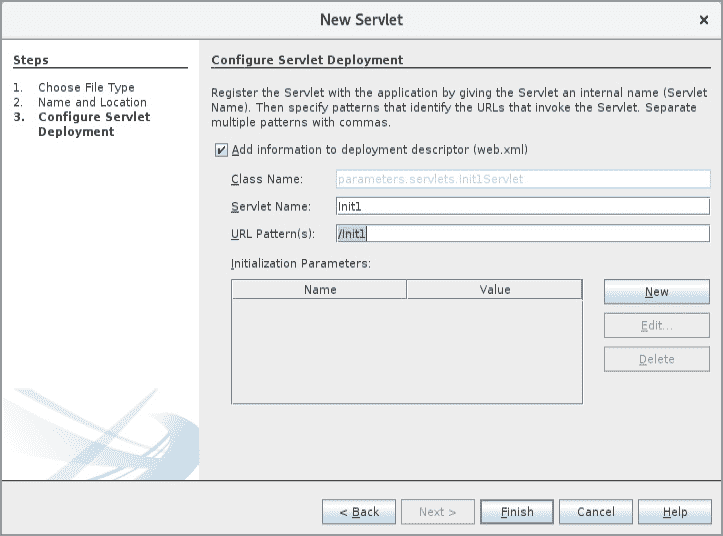 New Servlet
×
Steps
1. Choose File Type
2. Name and Location
3. Configure Servlet
Deployment
Configure Servlet Deployment
Register the Servlet with the application by giving the Servlet an internal name (Servlet
Name). Then specify patterns that identify the URLs that invoke the Servlet. Separate
multiple patterns with commas.
Add information to deployment descriptor (web.xml)
Class Name: parameters.servlets.Init1Servlet
Servlet Name: Init1
URL Pattern(s): /Init1
Initialization Parameters:
Name Value
New
Edit...
Delete
< Back Next > Finish Cancel Help